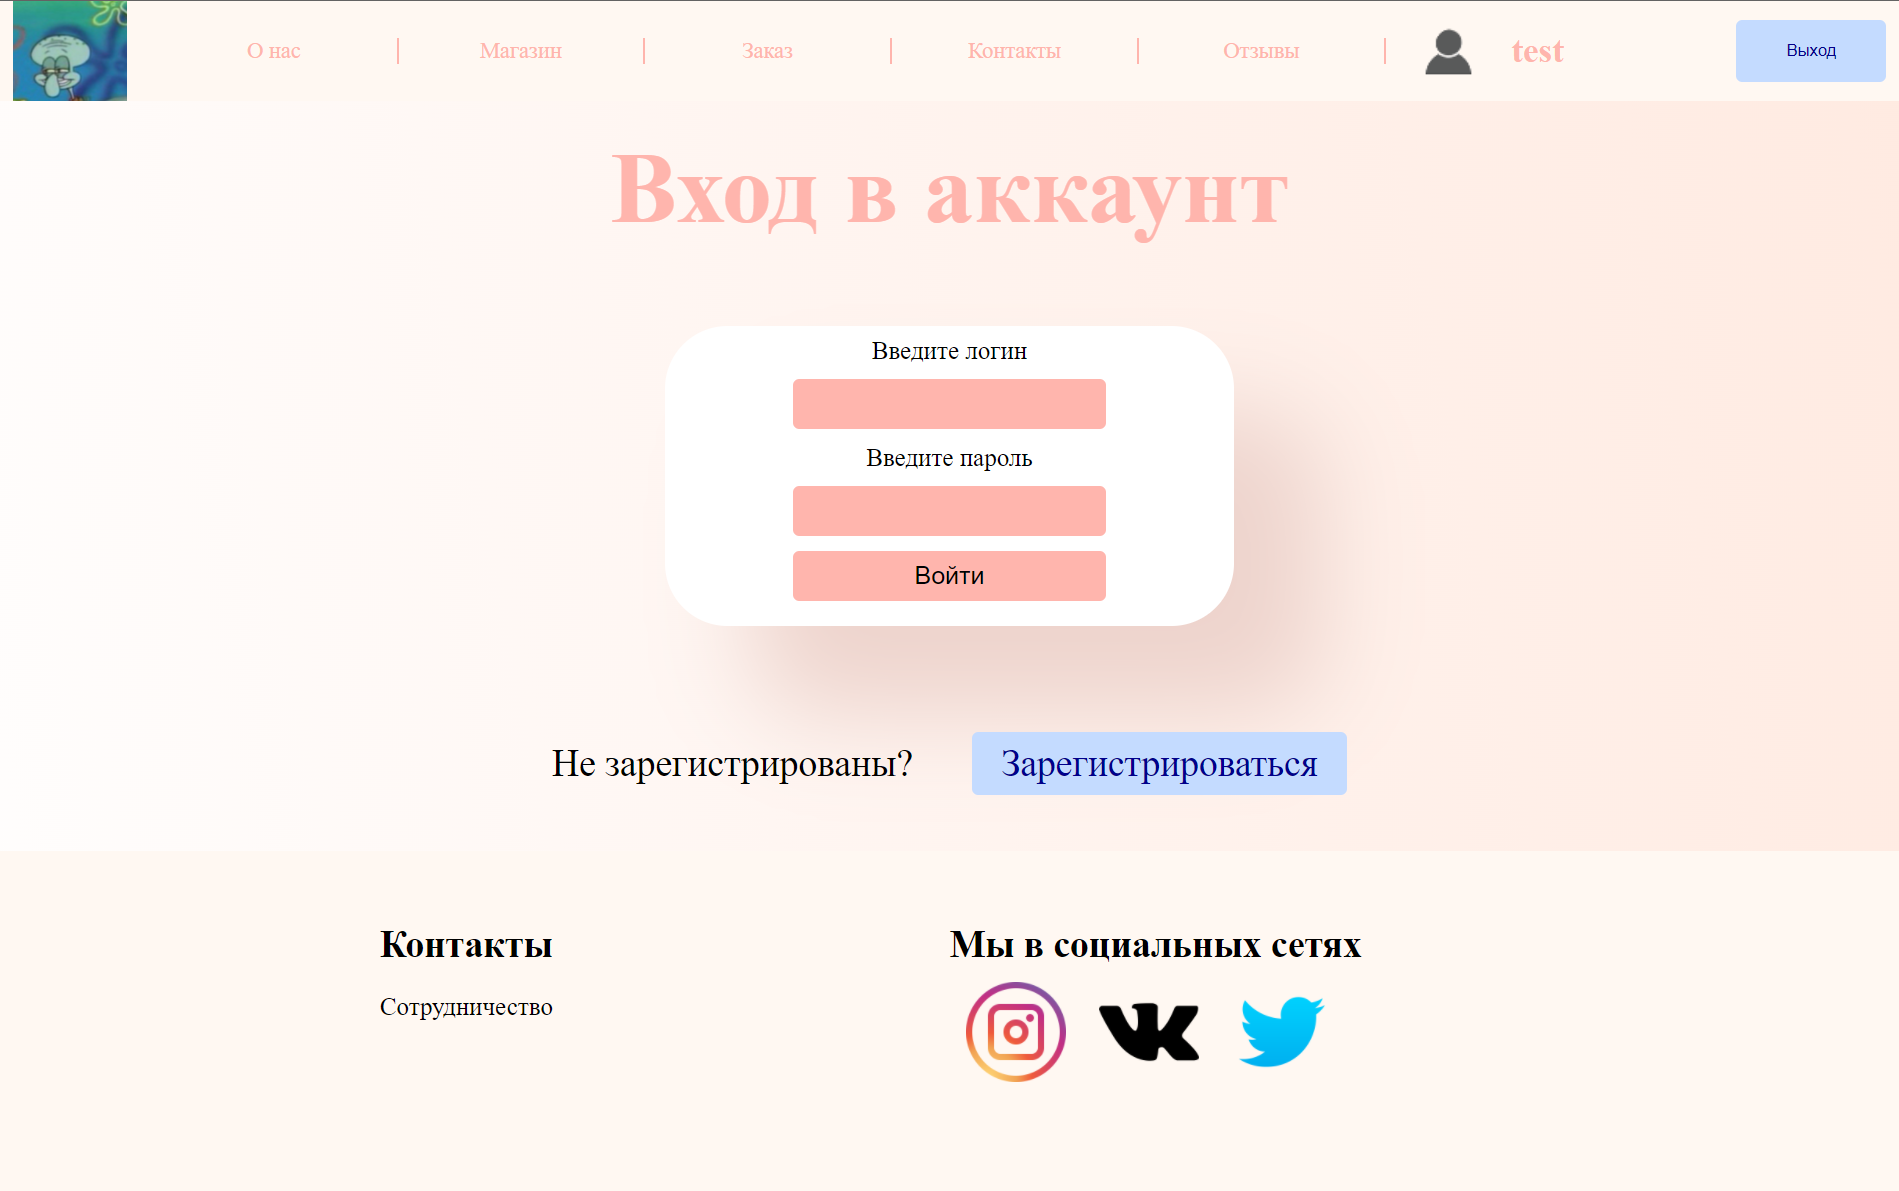 О нас
Магазин
Заказ
Контакты
Отзывы
test
Выход
Вход в аккаунт
Введите логин
Введите пароль
Войти
Не зарегистрированы?
Зарегистрироваться
Контакты
Сотрудничество
Мы в социальных сетях